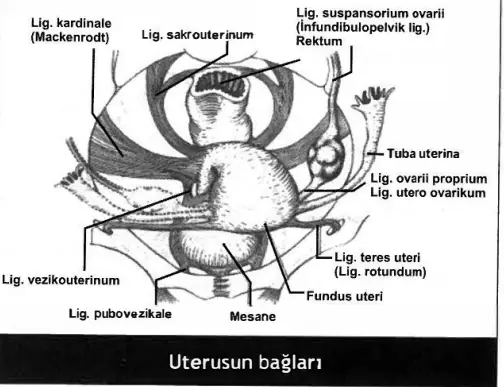 Lig. kardinale
(Mackenrodt)
Lig. sakrouterinum
Lig. suspansorium ovarii
(İnfundibulopelvik lig.)
Rektum
Tuba uterina
Lig. ovarii proprium
Lig. utero ovarikum
Lig. teres uteri
(Lig. rotundum)
Fundus uteri
Lig. vezikouterinum
Lig. pubovezikale
Mesane
Uterusun bağları